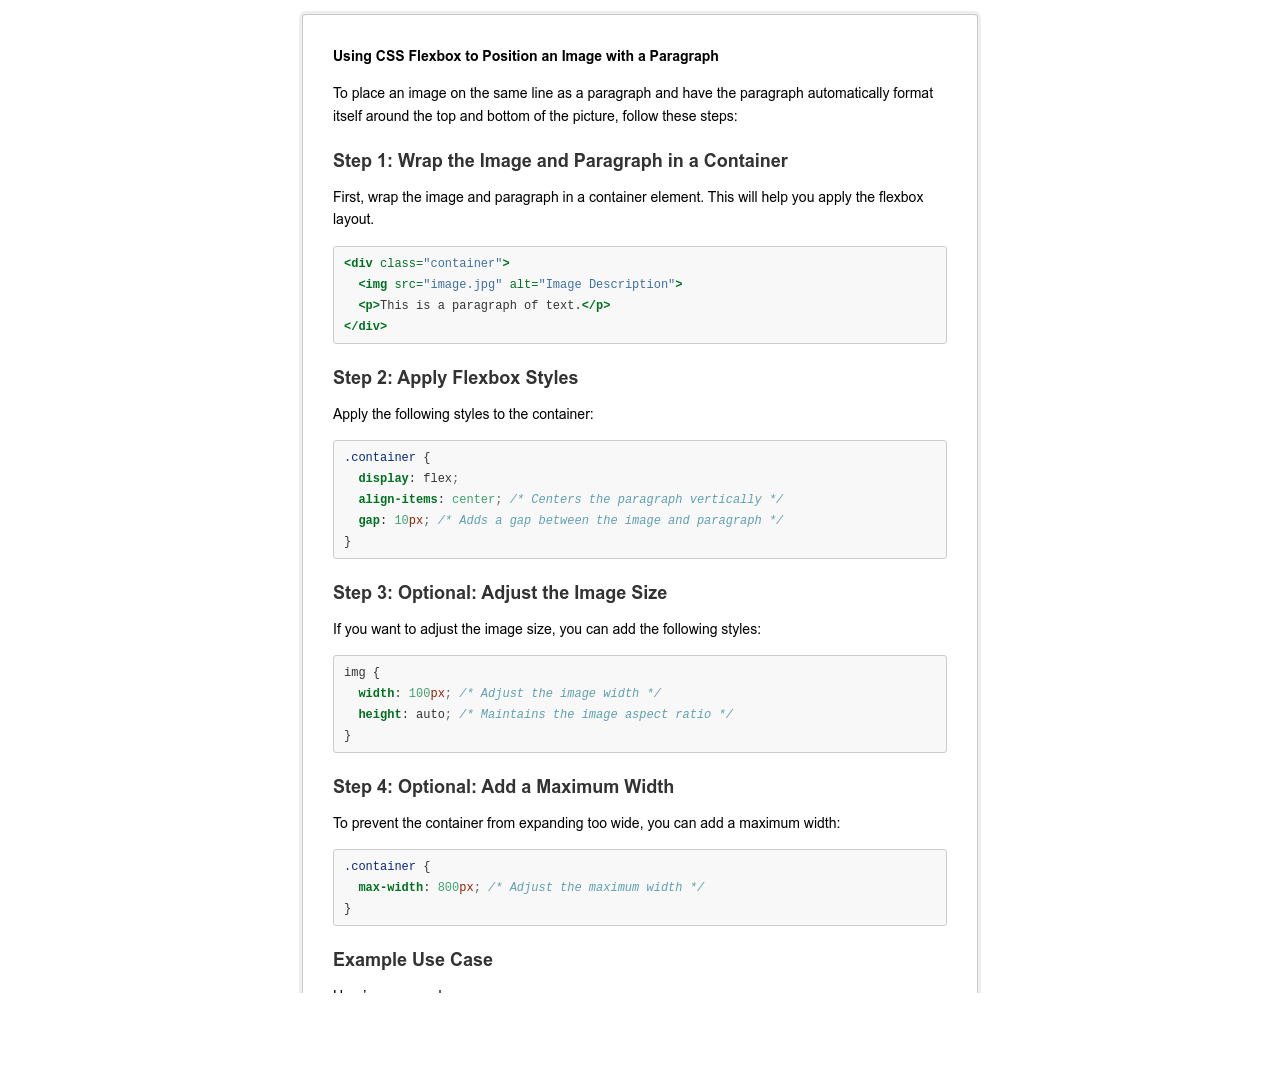 Using CSS Flexbox to Position an Image with a Paragraph
To place an image on the same line as a paragraph and have the paragraph automatically format
itself around the top and bottom of the picture, follow these steps:
Step 1: Wrap the Image and Paragraph in a Container
First, wrap the image and paragraph in a container element. This will help you apply the flexbox
layout.
<div class="container">
  <img src="image.jpg" alt="Image Description">
  <p>This is a paragraph of text.</p>
</div>
Step 2: Apply Flexbox Styles
Apply the following styles to the container:
.container {
  display: flex;
  align-items: center; /* Centers the paragraph vertically */
  gap: 10px; /* Adds a gap between the image and paragraph */
}
Step 3: Optional: Adjust the Image Size
If you want to adjust the image size, you can add the following styles:
img {
  width: 100px; /* Adjust the image width */
  height: auto; /* Maintains the image aspect ratio */
}
Step 4: Optional: Add a Maximum Width
To prevent the container from expanding too wide, you can add a maximum width:
.container {
  max-width: 800px; /* Adjust the maximum width */
}
Example Use Case